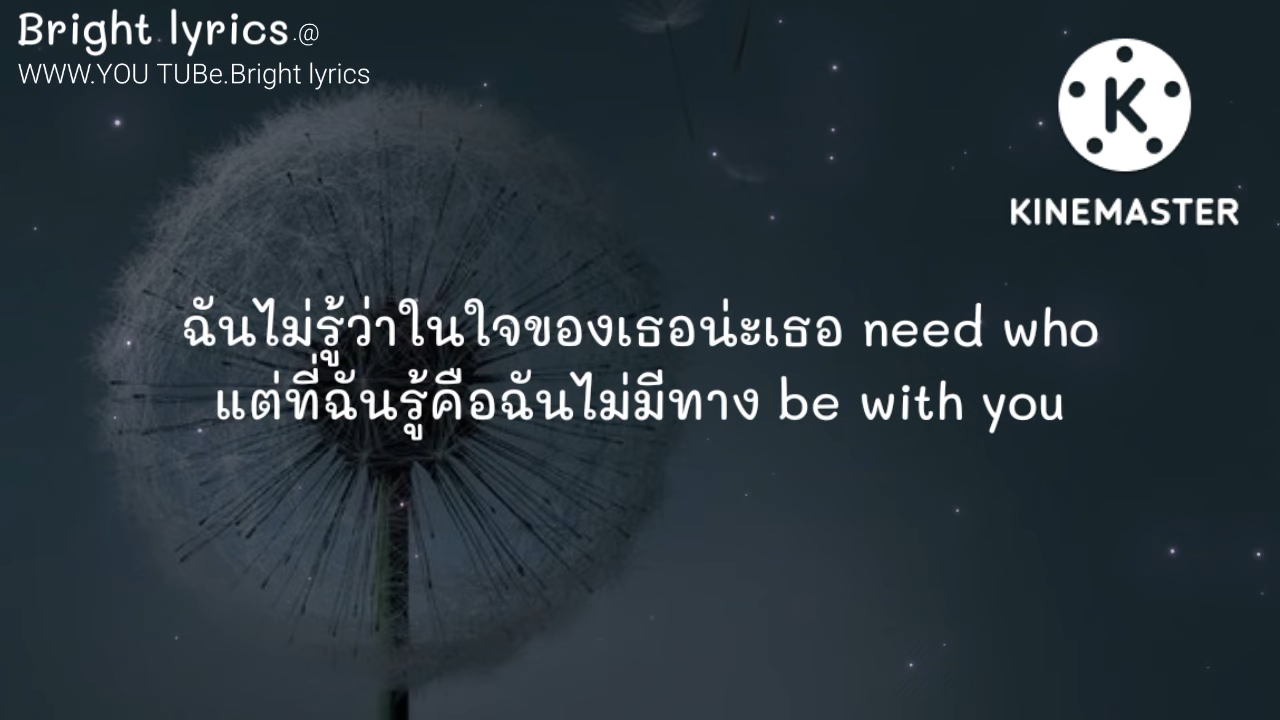 Bright lyrics.@
WWW.YOU TUBe.Bright lyrics
K
KINEMASTER
ฉันไม่รู้ว่าในใจของเธอน่ะเธอ need who
แต่ที่ฉันรู้คือฉันไม่มีทาง be with you